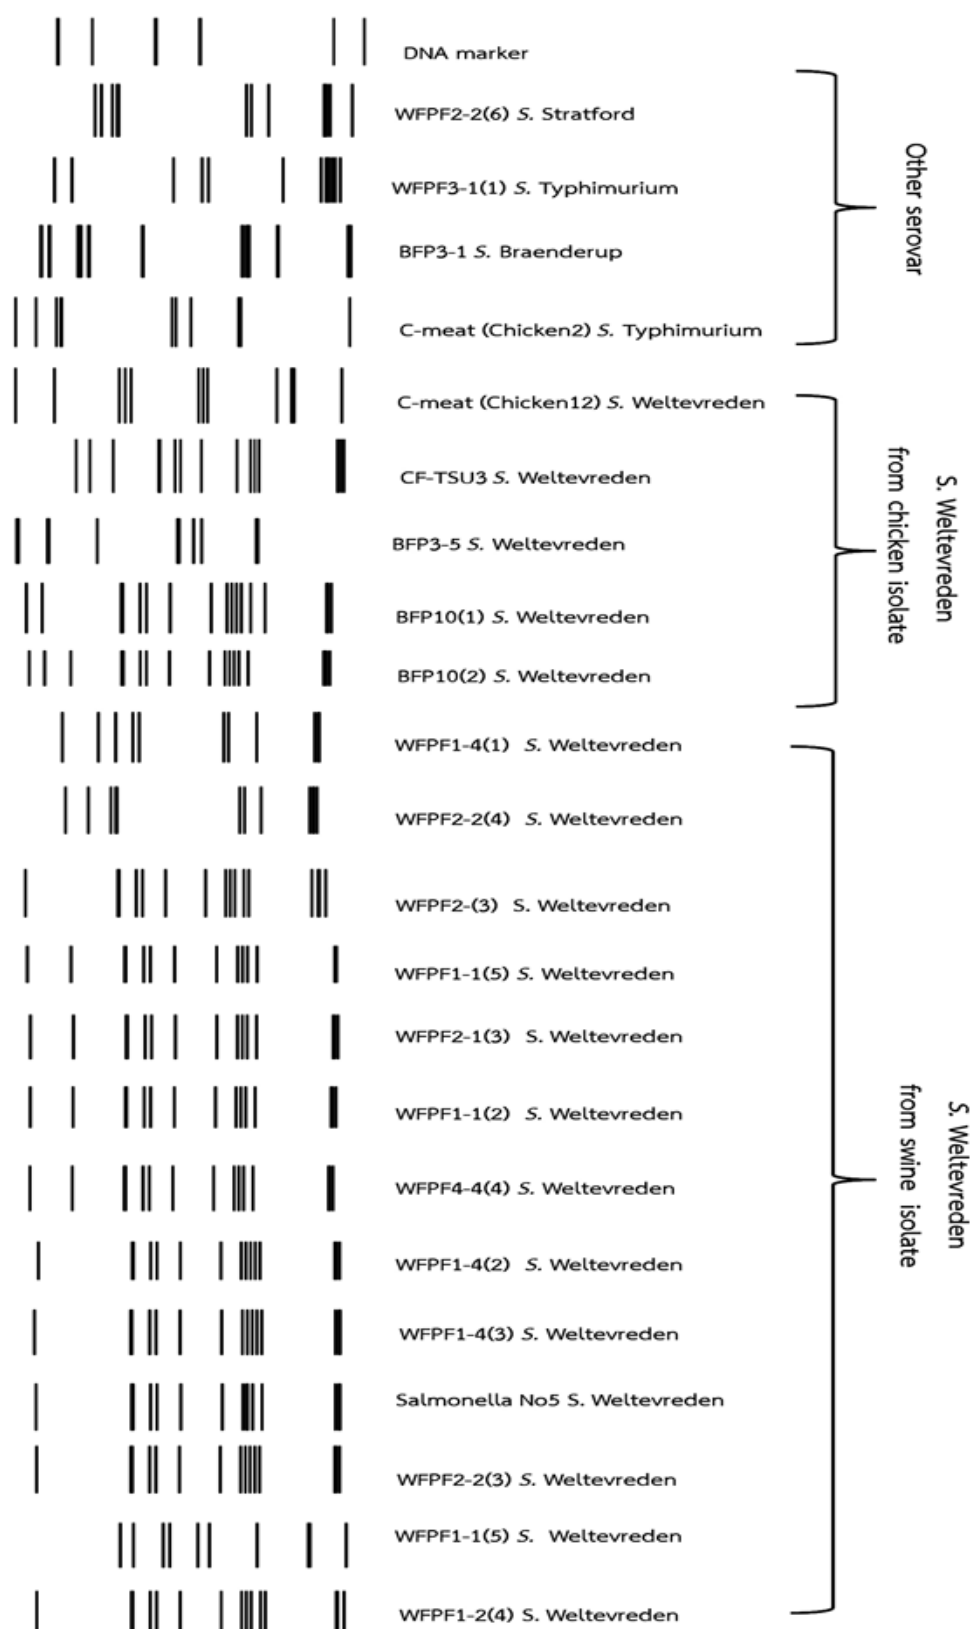 DNA marker
WFPF2-2(6) S. Stratford
WFPF3-1(1) S. Typhimurium
BFP3-1 S. Braenderup
C-meat (Chicken2) S. Typhimurium
Other serovar
C-meat (Chicken12) S. Weltevreden
CF-TSU3 S. Weltevreden
BFP3-5 S. Weltevreden
BFP10(1) S. Weltevreden
BFP10(2) S. Weltevreden
S. Weltevreden
from chicken isolate
WFPF1-4(1) S. Weltevreden
WFPF2-2(4) S. Weltevreden
WFPF2-(3) S. Weltevreden
WFPF1-1(5) S. Weltevreden
WFPF2-1(3) S. Weltevreden
WFPF1-1(2) S. Weltevreden
WFPF4-4(4) S. Weltevreden
WFPF1-4(2) S. Weltevreden
WFPF1-4(3) S. Weltevreden
Salmonella No5 S. Weltevreden
WFPF2-2(3) S. Weltevreden
WFPF1-1(5) S. Weltevreden
WFPF1-2(4) S. Weltevreden
S. Weltevreden
from swine isolate